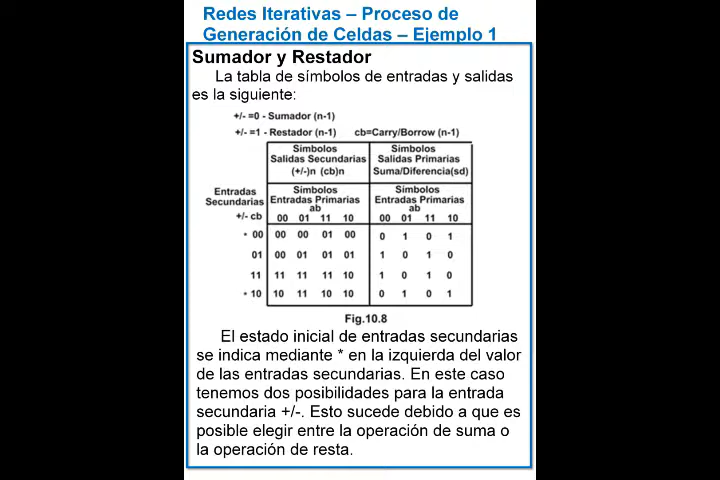 Redes Iterativas – Proceso de
Generación de Celdas – Ejemplo 1
Sumador y Restador
La tabla de símbolos de entradas y salidas
es la siguiente:
+/- =0 - Sumador (n-1)
+/- =1 - Restador (n-1) cb=Carry/Borrow (n-1)
Símbolos Símbolos
Salidas Secundarias Salidas Primarias
(+/-)n (cb)n Suma/Diferencia(sd)
Entradas Símbolos Símbolos
Secundarias Entradas Primarias Entradas Primarias
ab ab
+/- cb 00 01 11 10 00 01 11 10
* 00 00 00 01 00 0 1 0 1
01 00 01 01 01 1 0 1 0
11 11 11 11 10 1 0 1 0
* 10 10 11 10 10 0 1 0 1
Fig.10.8
El estado inicial de entradas secundarias
se indica mediante * en la izquierda del valor
de las entradas secundarias. En este caso
tenemos dos posibilidades para la entrada
secundaria +/-. Esto sucede debido a que es
posible elegir entre la operación de suma o
la operación de resta.